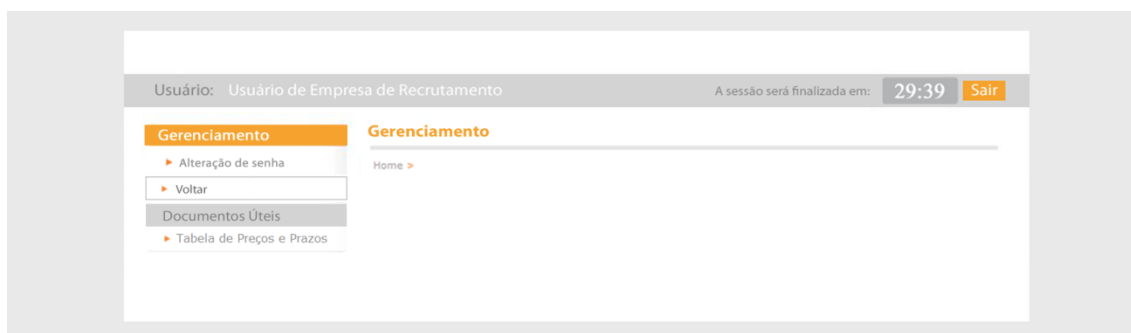 Usuário: Usuário de Empresa de Recrutamento A sessão será finalizada em: 29:39 Sair
Gerenciamento
Alteração de senha
Voltar
Documentos Úteis
Tabela de Preços e Prazos
Gerenciamento
Home >